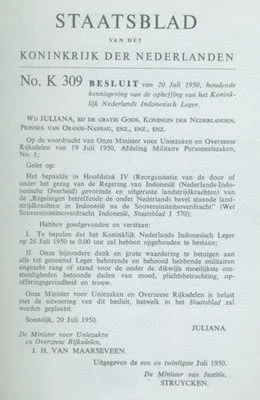 STAATSBLAD
VAN HET
KONINKRIJK DER NEDERLANDEN
No. K 309 BESLUIT van 20 Juli 1950, houdende
kennisgeving van de opheffing van het Konink-
lijk Nederlands Indonesisch Leger.
WIJ JULIANA, BIJ DE GRATIE GODS, KONINGIN DER NEDERLANDEN,
PRINSES VAN ORANJE-NASSAU, ENZ., ENZ., ENZ.
Op de voordracht van Onze Minister voor Uniezaken en Overzeese
Rijksdelen van 19 Juli 1950, Afdeling Militaire Personeelszaken,
No. 1;
Gelet op:
Het bepaalde in Hoofdstuk IV (Reorganisatie van de door
of onder het gezag van de Regering van Indonesië (Nederlands-Indo-
nesische Overheid) gevormde en uitgeruste landstrijdkrachten) van
de „Regelingen betreffende de onder Nederlands bevel staande land-
strijdkrachten in Indonesië na de Souvereiniteitsoverdracht" (Wet
Souvereiniteitsoverdracht Indonesië, Staatsblad J 570);
Hebben goedgevonden en verstaan:
I. Te bepalen dat het Koninklijk Nederlands Indonesisch Leger
op 26 Juli 1950 te 0.00 uur zal hebben opgehouden te bestaan;
II. Onze bijzondere dank en grote waardering te betuigen aan
alle tot genoemd Leger behorende en behoord hebbende militairen
ongeacht rang of stand voor de onder de dikwijls moeilijkste om-
standigheden betoonde daden van moed, plichtsbetrachting, op-
offeringsgezindheid en trouw.
Onze Minister voor Uniezaken en Overzeese Rijksdelen is belast
met de uitvoering van dit besluit, hetwelk in het Staatsblad zal
worden geplaatst.
Soestdijk, 20 Juli 1950.
JULIANA.
De Minister voor Uniezaken
en Overzeese Rijksdelen,
J. H. VAN MAARSEVEEN.
Uitgegeven de een en twintigste Juli 1950.
De Minister van Justitie,
STRUYCKEN.